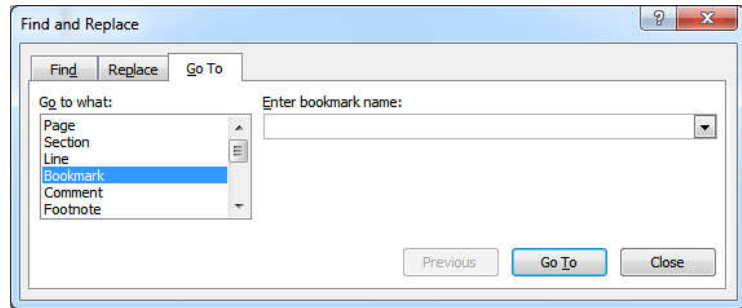 Find and Replace
Find
Replace
Go To
Go to what:
Enter bookmark name:
Page
Section
Line
Bookmark
Comment
Footnote
Previous
Go To
Close